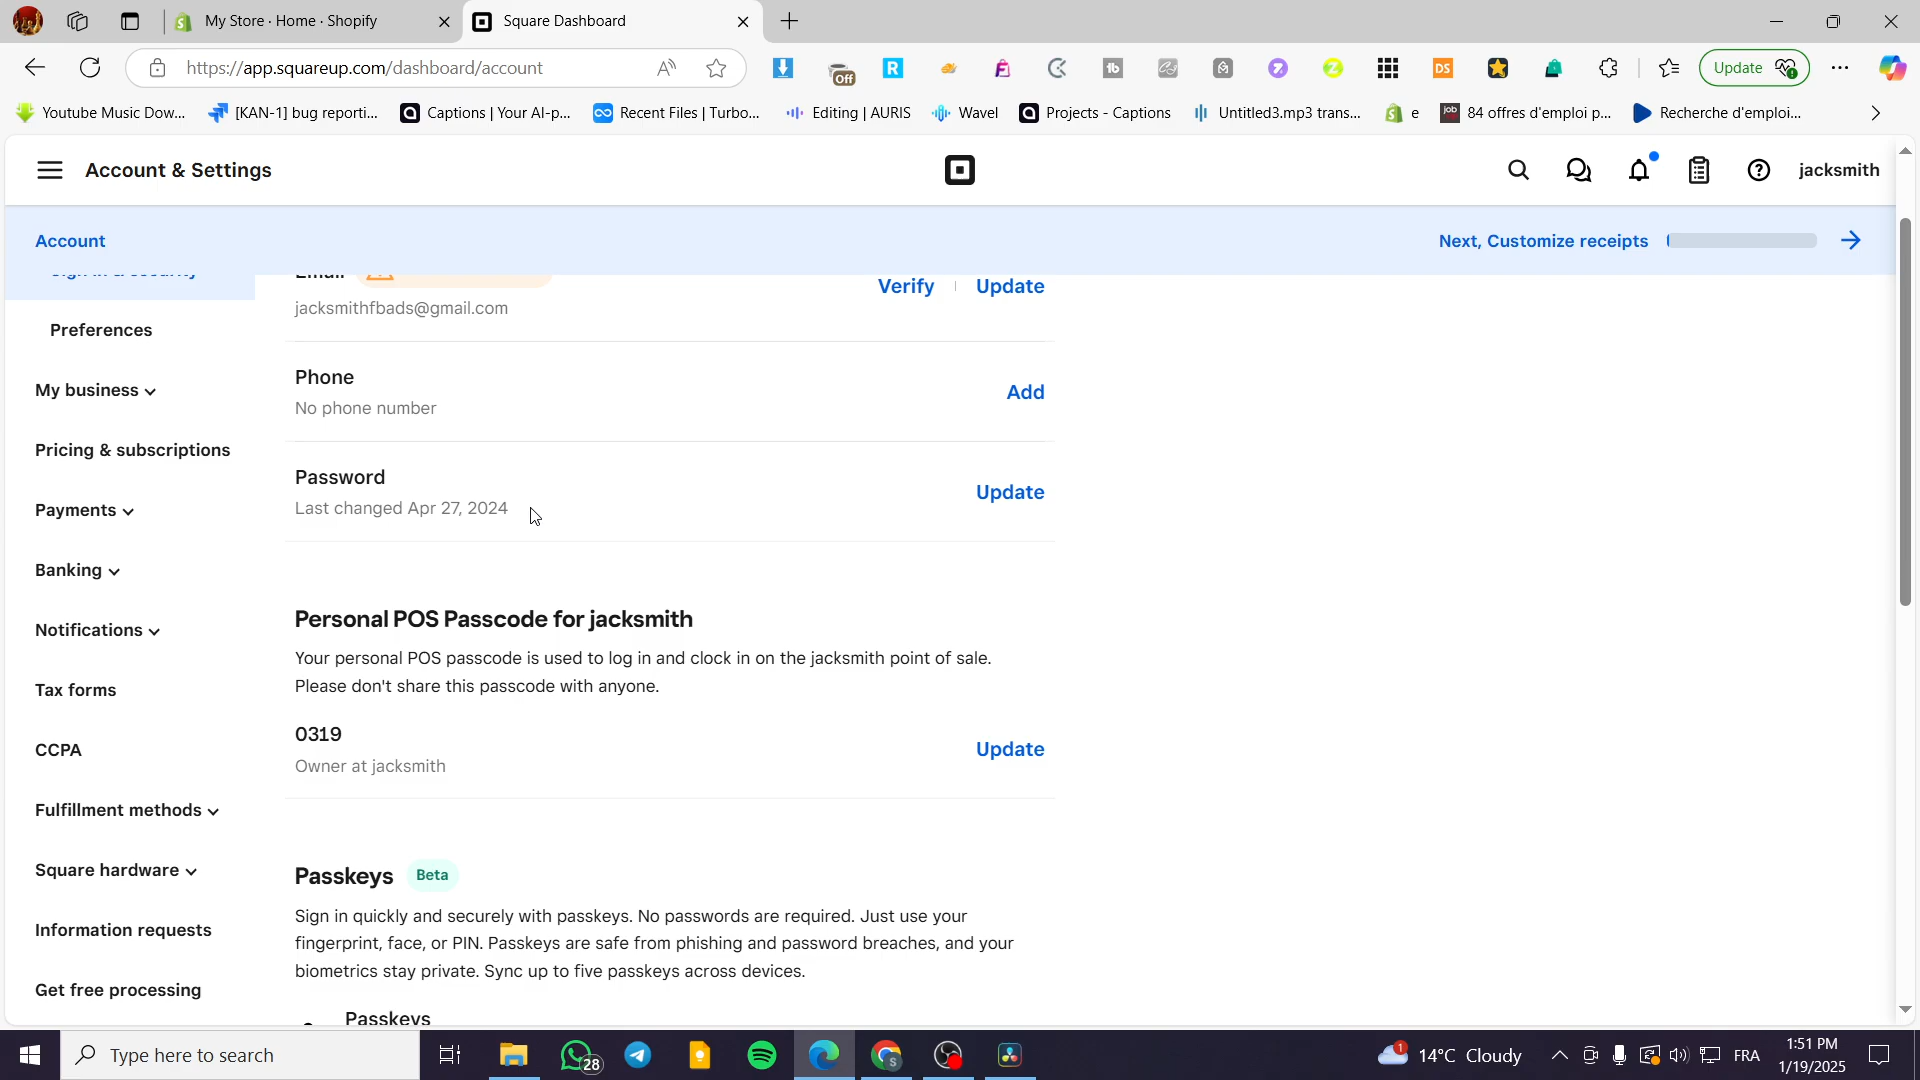 My Store · Home · Shopify
Square Dashboard
https://app.squareup.com/dashboard/account
Off
Update
Youtube Music Dow...
[KAN-1] bug reporti...
Captions | Your AI-p...
Recent Files | Turbo...
Editing | AURIS
Wavel
Projects - Captions
Untitled3.mp3 trans...
e
84 offres d'emploi p...
Recherche d'emploi...
Account & Settings
jacksmith
Account
Next, Customize receipts
Sign in & security
Email
Verify
Update
jacksmithfbads@gmail.com
Preferences
Phone
No phone number
Add
My business
Pricing & subscriptions
Password
Last changed Apr 27, 2024
Update
Payments
Banking
Personal POS Passcode for jacksmith
Notifications
Your personal POS passcode is used to log in and clock in on the jacksmith point of sale.
Please don't share this passcode with anyone.
Tax forms
0319
Owner at jacksmith
Update
CCPA
Fulfillment methods
Square hardware
Passkeys
Beta
Sign in quickly and securely with passkeys. No passwords are required. Just use your
fingerprint, face, or PIN. Passkeys are safe from phishing and password breaches, and your
biometrics stay private. Sync up to five passkeys across devices.
Information requests
Get free processing
Passkeys
Type here to search
28
1
14°C Cloudy
FRA
1:51 PM
1/19/2025